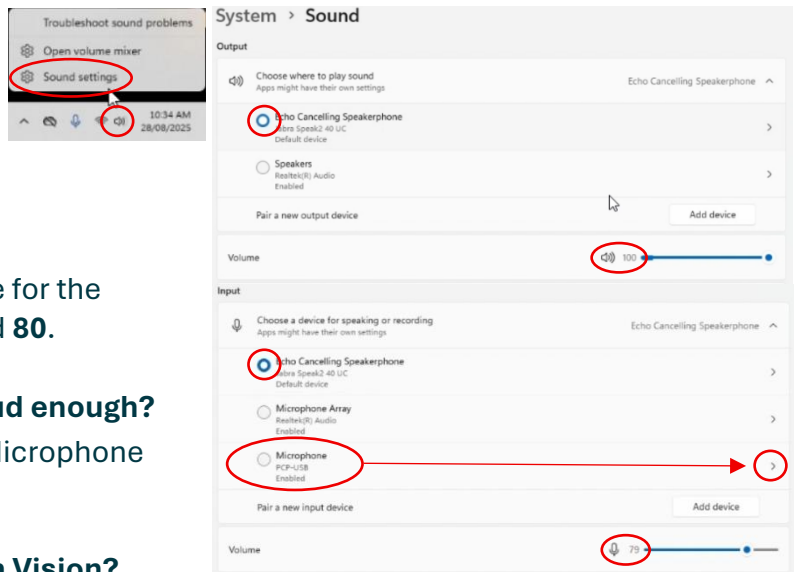 Troubleshoot sound problems
Open volume mixer
Sound settings
10:34 AM
28/08/2025
for the
80.
enough?
Microphone
Vision?
System > Sound
Output
Choose where to play sound
Apps might have their own settings
Echo Cancelling Speakerphone
Echo Cancelling Speakerphone
Jabra Speak2 40 UC
Default device
Speakers
Realtek(R) Audio
Enabled
Pair a new output device
Add device
Volume
100
Input
Choose a device for speaking or recording
Apps might have their own settings
Echo Cancelling Speakerphone
Echo Cancelling Speakerphone
Jabra Speak2 40 UC
Default device
Microphone Array
Realtek(R) Audio
Enabled
Microphone
PCP-USB
Enabled
Pair a new input device
Add device
Volume
79